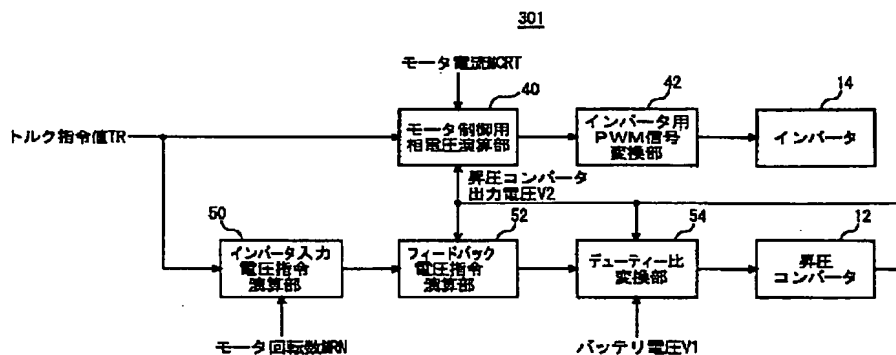 301
モータ電流MCRT
40
42
14
トルク指令値TR
モータ制御用
相電圧演算部
インバータ用
PWM信号
変換部
インバータ
昇圧コンバータ
出力電圧V2
50
52
54
12
インバータ入力
電圧指令
演算部
フィードバック
電圧指令
演算部
デューティー比
変換部
昇圧
コンバータ
モータ回転数MRN
バッテリ電圧V1